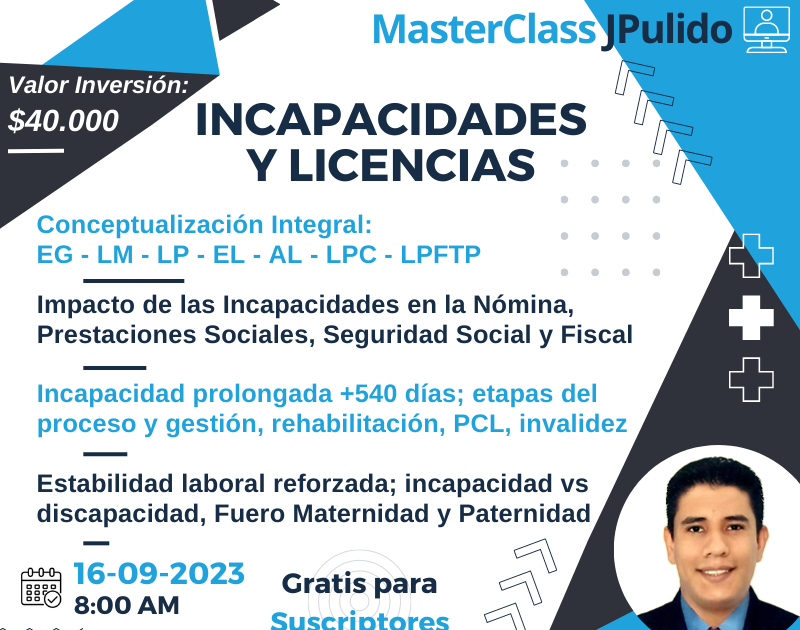 MasterClass JPulido
Valor Inversión:
$40.000
INCAPACIDADES
Y LICENCIAS
Conceptualización Integral:
EG - LM - LP - EL - AL - LPC - LPFTP
Impacto de las Incapacidades en la Nómina,
Prestaciones Sociales, Seguridad Social y Fiscal
Incapacidad prolongada +540 días; etapas del
proceso y gestión, rehabilitación, PCL, invalidez
Estabilidad laboral reforzada; incapacidad vs
discapacidad, Fuero Maternidad y Paternidad
16-09-2023
8:00 AM
Gratis para
Suscriptores